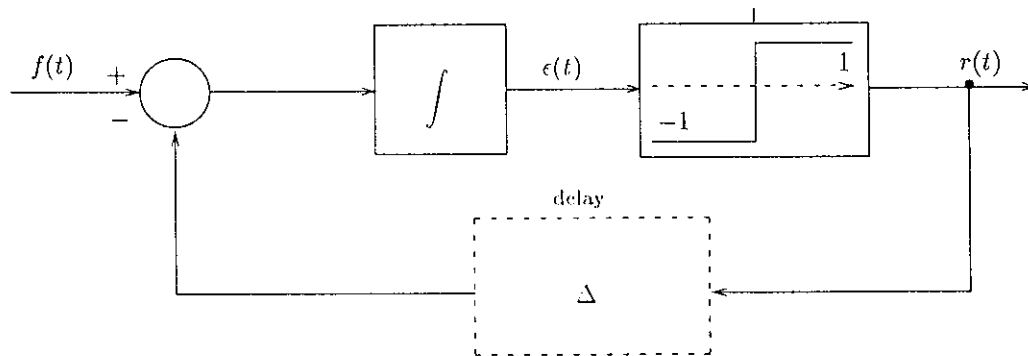 f(t)
+
−
∫
ϵ(t)
1
−1
r(t)
delay
Δ